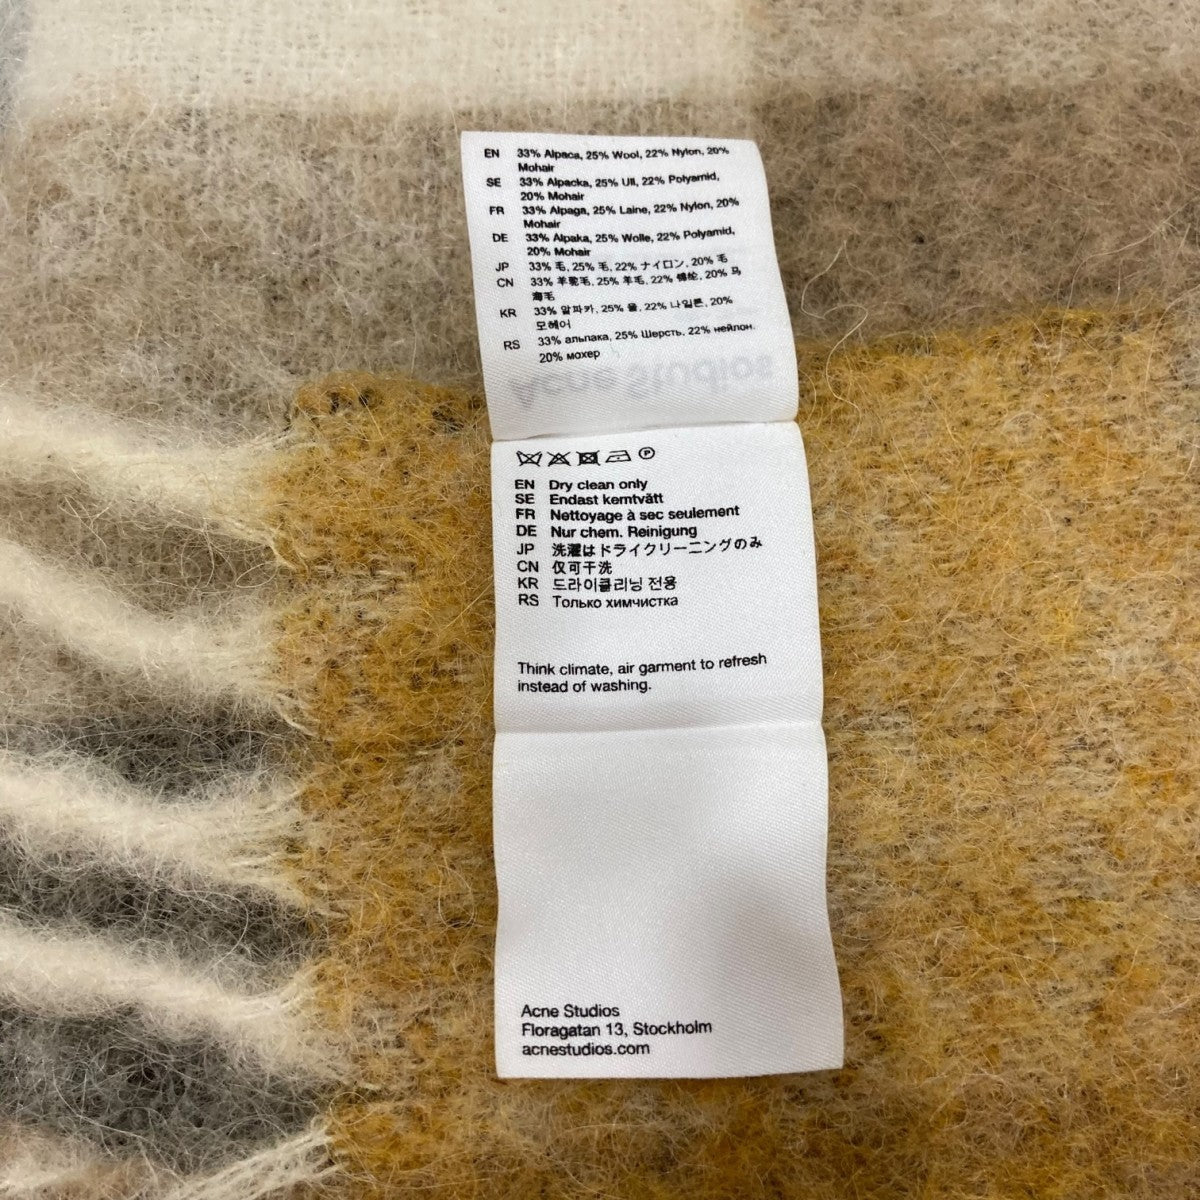 EN 33% Alpaca, 25% Wool, 22% Nylon, 20%
Mohair
SE 33% Alpacka, 25% Ull, 22% Polyamid,
20% Mohair
FR 33% Alpaga, 25% Laine, 22% Nylon, 20%
Mohair
DE 33% Alpaka, 25% Wolle, 22% Polyamid,
20% Mohair
JP 33% 毛, 25% 毛, 22% ナイロン, 20% 毛
CN 33% 羊驼毛, 25% 羊毛, 22% 锦纶, 20% 马
海毛
KR 33% 알파카, 25% 울, 22% 나일론, 20%
모헤어
RS 33% альпака, 25% Шерсть, 22% нейлон,
20% мохер
Acne Studios
EN Dry clean only
SE Endast kemtvätt
FR Nettoyage à sec seulement
DE Nur chem. Reinigung
JP 洗濯はドライクリーニングのみ
CN 仅可干洗
KR 드라이클리닝 전용
RS Только химчистка
Think climate, air garment to refresh
instead of washing.
Acne Studios
Floragatan 13, Stockholm
acnestudios.com